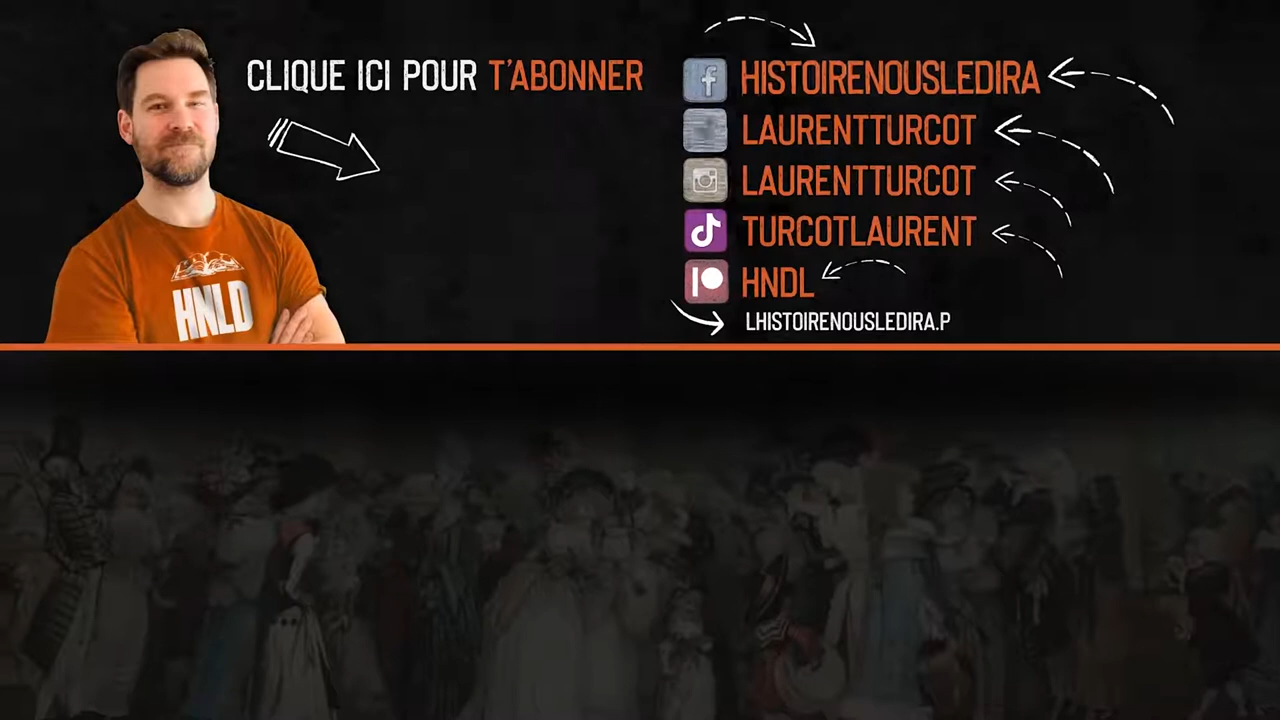 CLIQUE ICI POUR T'ABONNER
HISTOIRENOUSLEDIRA
LAURENTTURCOT
LAURENTTURCOT
TURCOTLAURENT
HNDL
LHISTOIRENOUSLEDIRA.P
HNLD